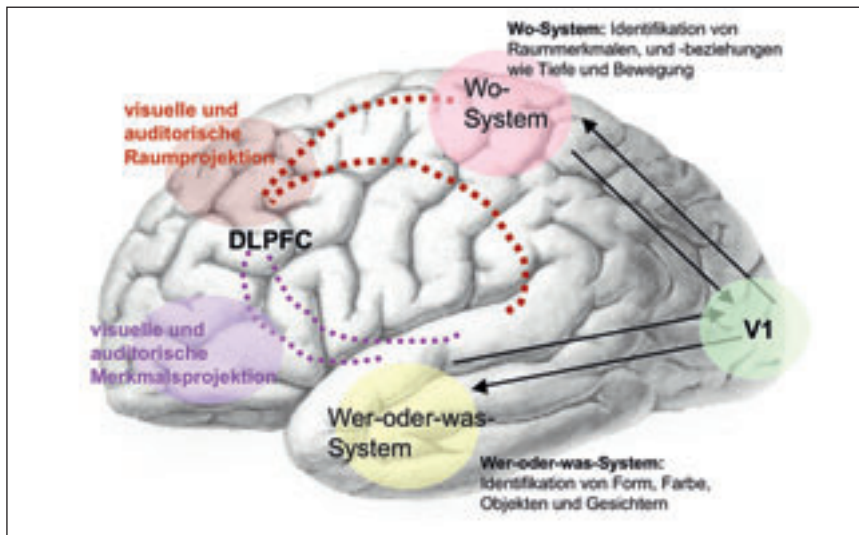 Wo-System: Identifikation von
Raummerkmalen, und -beziehungen
wie Tiefe und Bewegung
Wo-
System
visuelle und
auditorische
Raumprojektion
DLPFC
visuelle und
auditorische
Merkmalsprojektion
V1
Wer-oder-was-
System
Wer-oder-was-System:
Identifikation von Form, Farbe,
Objekten und Gesichtern